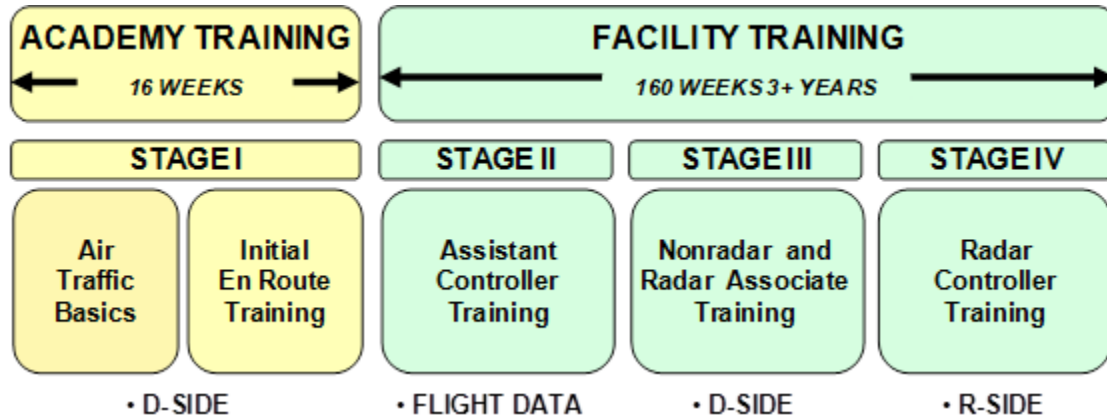 ACADEMY TRAINING
16 WEEKS
FACILITY TRAINING
160 WEEKS 3+ YEARS
STAGE I
STAGE II
STAGE III
STAGE IV
Air
Traffic
Basics
Initial
En Route
Training
Assistant
Controller
Training
Nonradar and
Radar Associate
Training
Radar
Controller
Training
• D-SIDE
• FLIGHT DATA
• D-SIDE
• R-SIDE